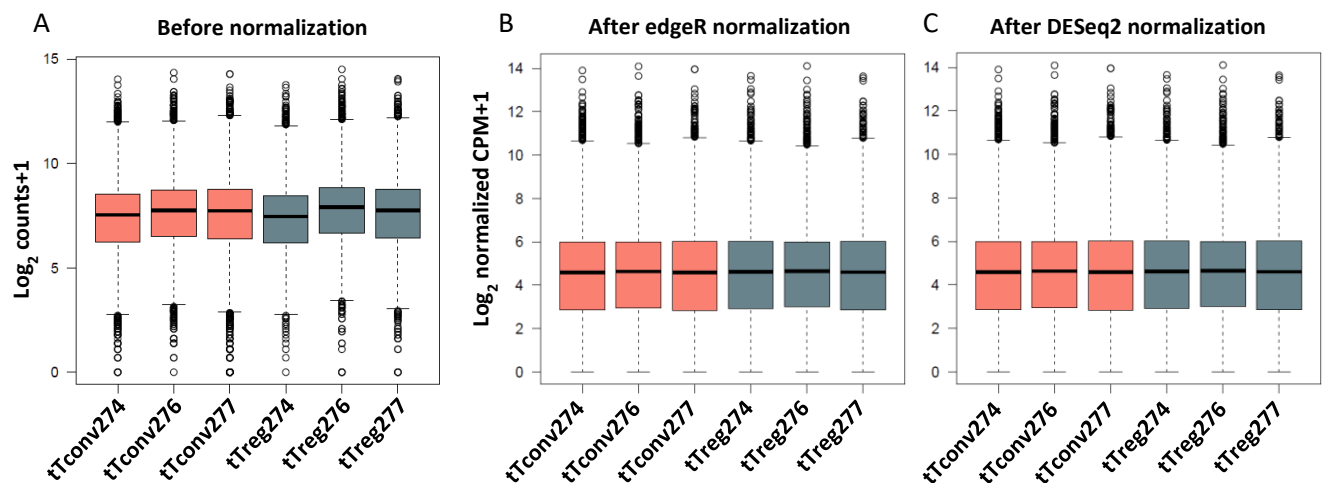 A
Before normalization
Log2 counts+1
15
10
5
0
tTconv274
tTconv276
tTconv277
tTreg274
tTreg276
tTreg277
B
After edgeR normalization
Log2 normalized CPM+1
14
12
10
8
6
4
2
0
tTconv274
tTconv276
tTconv277
tTreg274
tTreg276
tTreg277
C
After DESeq2 normalization
14
12
10
8
6
4
2
0
tTconv274
tTconv276
tTconv277
tTreg274
tTreg276
tTreg277